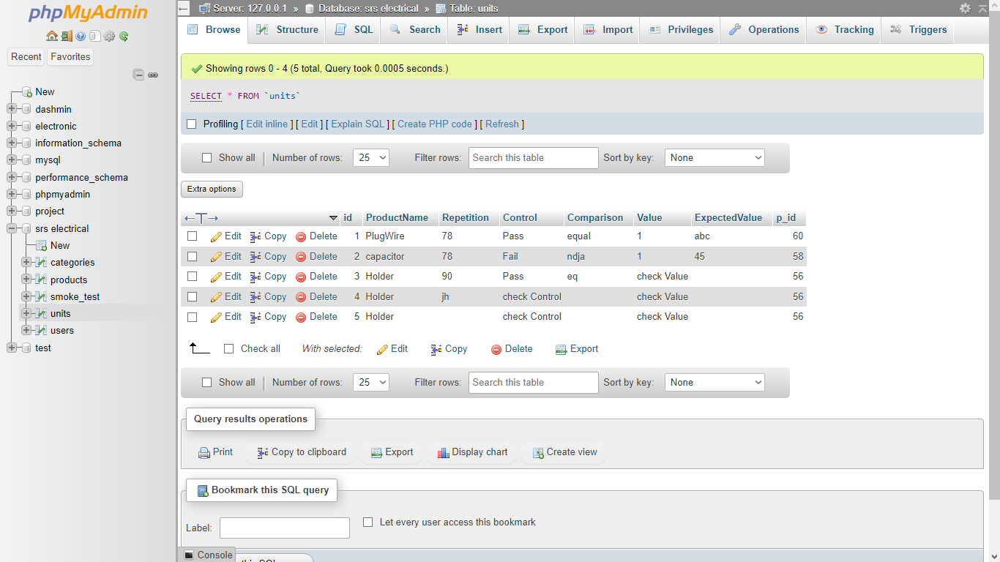 phpMyAdmin
Recent Favorites
New
dashmin
electronic
information_schema
mysql
performance_schema
phpmyadmin
project
srs electrical
New
categories
products
smoke_test
units
users
test
Server: 127.0.0.1 » Database: srs electrical » Table: units
Browse Structure SQL Search Insert Export Import Privileges Operations Tracking Triggers
Showing rows 0 - 4 (5 total, Query took 0.0005 seconds.)
SELECT * FROM `units`
Profiling [ Edit inline ] [ Edit ] [ Explain SQL ] [ Create PHP code ] [ Refresh ]
Show all Number of rows: 25 Filter rows: Search this table Sort by key: None
Extra options
id ProductName Repetition Control Comparison Value ExpectedValue p_id
Edit Copy Delete 1 PlugWire 78 Pass equal 1 abc 60
Edit Copy Delete 2 capacitor 78 Fail ndja 1 45 58
Edit Copy Delete 3 Holder 90 Pass eq check Value 56
Edit Copy Delete 4 Holder jh check Control check Value 56
Edit Copy Delete 5 Holder check Control check Value 56
Check all With selected: Edit Copy Delete Export
Show all Number of rows: 25 Filter rows: Search this table Sort by key: None
Query results operations
Print Copy to clipboard Export Display chart Create view
Bookmark this SQL query
Label: Let every user access this bookmark
Console